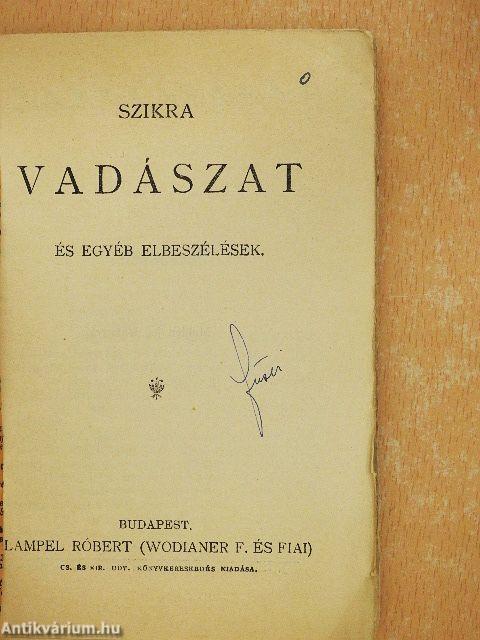 0
SZIKRA
VADÁSZAT
ÉS EGYÉB ELBESZÉLÉSEK.
BUDAPEST.
LAMPEL RÓBERT (WODIANER F. ÉS FIAI)
CS. ÉS KIR. UDV. KÖNYVKERESKEDÉS KIADÁSA.
Antikvárium.hu